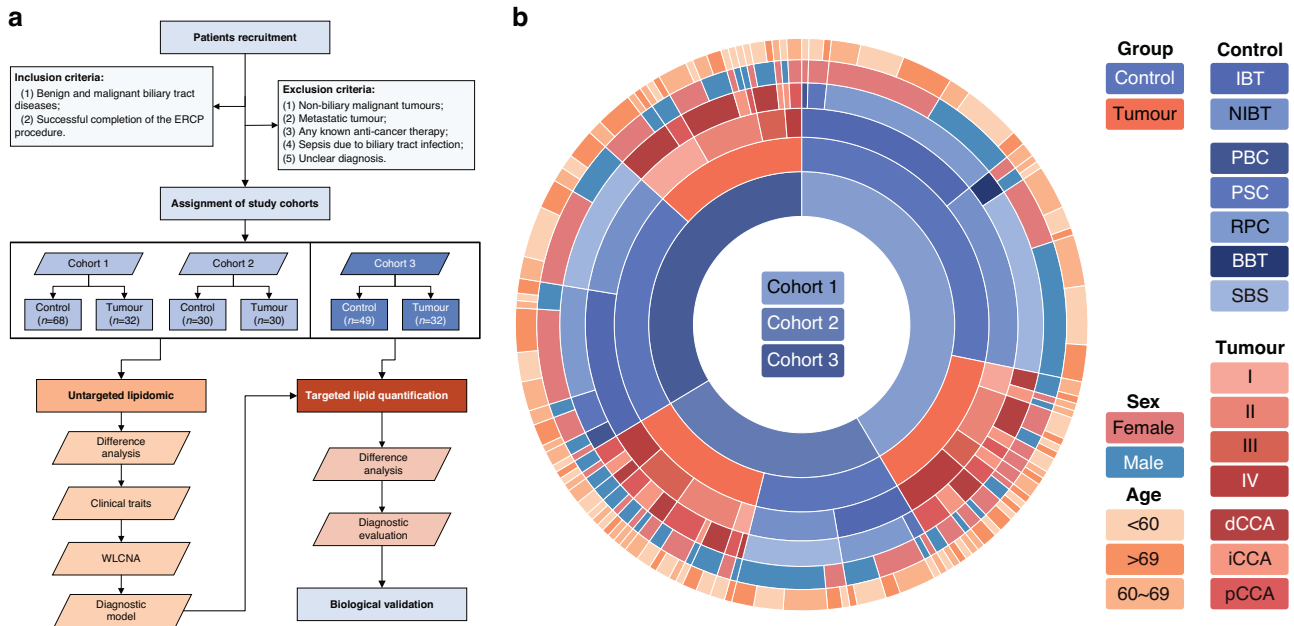 a
Patients recruitment
Inclusion criteria:
(1) Benign and malignant biliary tract
diseases;
(2) Successful completion of the ERCP
procedure.
Exclusion criteria:
(1) Non-biliary malignant tumours;
(2) Metastatic tumour;
(3) Any known anti-cancer therapy;
(4) Sepsis due to biliary tract infection;
(5) Unclear diagnosis.
Assignment of study cohorts
Cohort 1
Cohort 2
Cohort 3
Control
(n=68)
Tumour
(n=32)
Control
(n=30)
Tumour
(n=30)
Control
(n=49)
Tumour
(n=32)
Untargeted lipidomic
Targeted lipid quantification
Difference
analysis
Clinical traits
WLCNA
Diagnostic
model
Difference
analysis
Diagnostic
evaluation
Biological validation
b
Cohort 1
Cohort 2
Cohort 3
Group
Control
Tumour
Sex
Female
Male
Age
<60
>69
60~69
Control
IBT
NIBT
PBC
PSC
RPC
BBT
SBS
Tumour
I
II
III
IV
dCCA
iCCA
pCCA